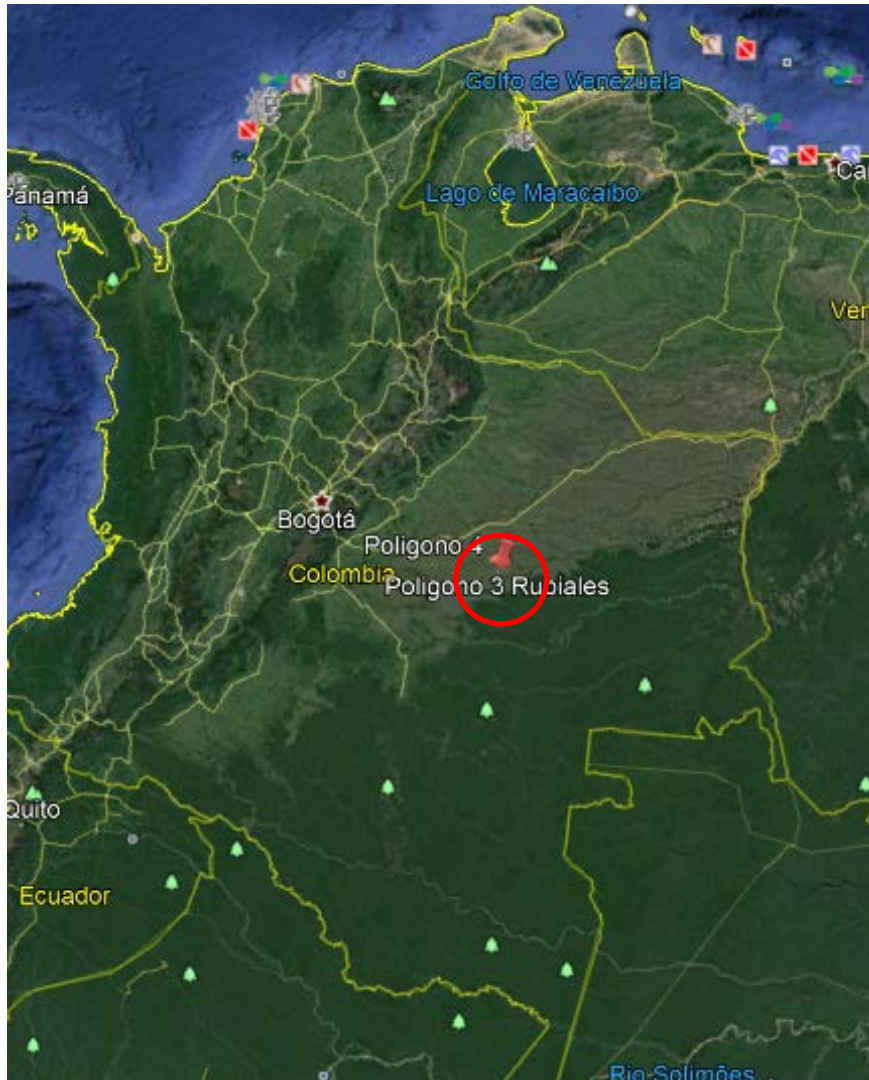 Golfo de Venezuela
Car
Panamá
Lago de Maracaibo
Ven
Bogotá
Poligono 4
Colombia
Poligono 3 Rubiales
Quito
Ecuador
Rio Solimões